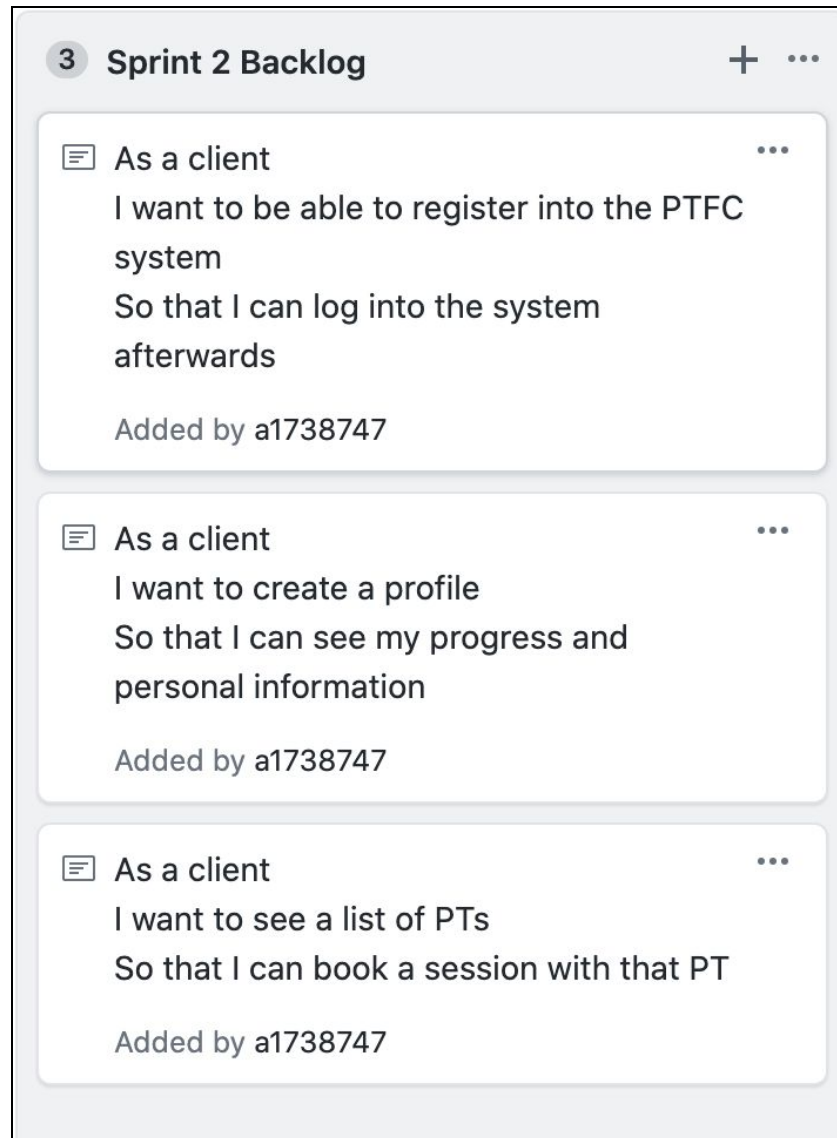 3 Sprint 2 Backlog
As a client
I want to be able to register into the PTFC
system
So that I can log into the system
afterwards
Added by a1738747
As a client
I want to create a profile
So that I can see my progress and
personal information
Added by a1738747
As a client
I want to see a list of PTs
So that I can book a session with that PT
Added by a1738747